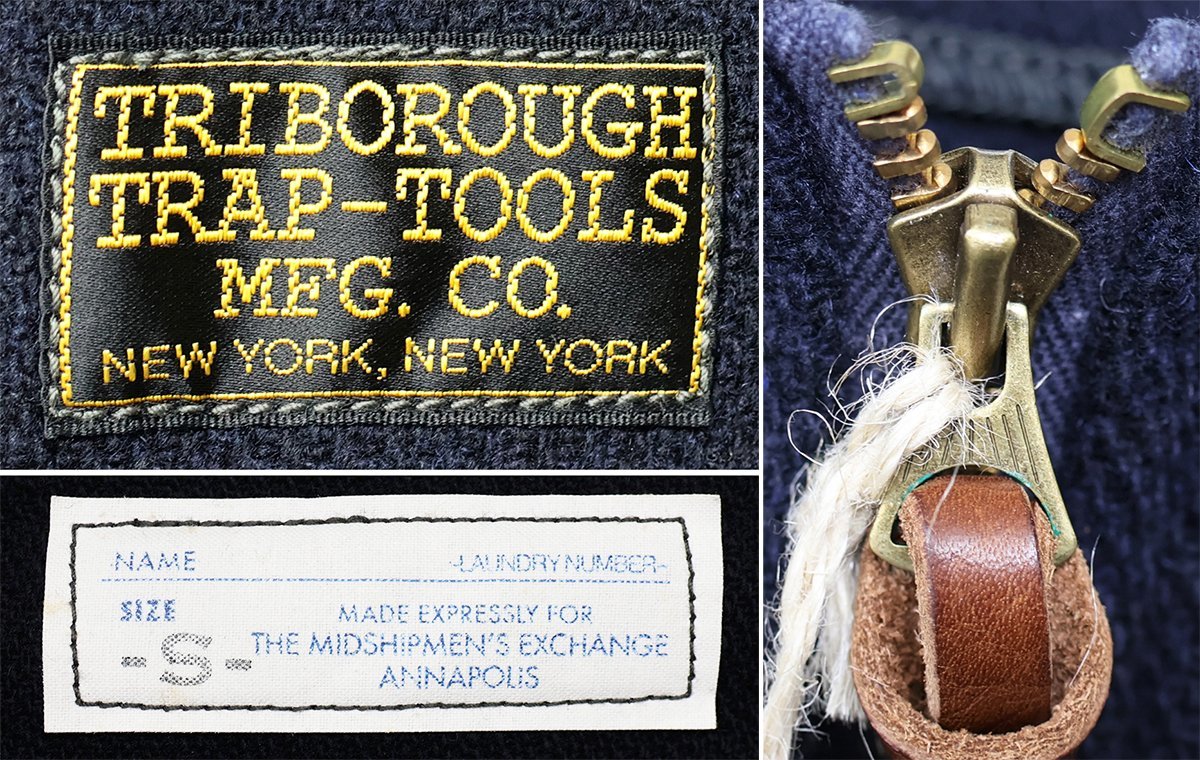 TRIBOROUGH
TRAP-TOOLS
MFG. CO.
NEW YORK, NEW YORK
NAME -LAUNDRY NUMBER-
SIZE
-S-
MADE EXPRESSLY FOR
THE MIDSHIPMEN'S EXCHANGE
ANNAPOLIS